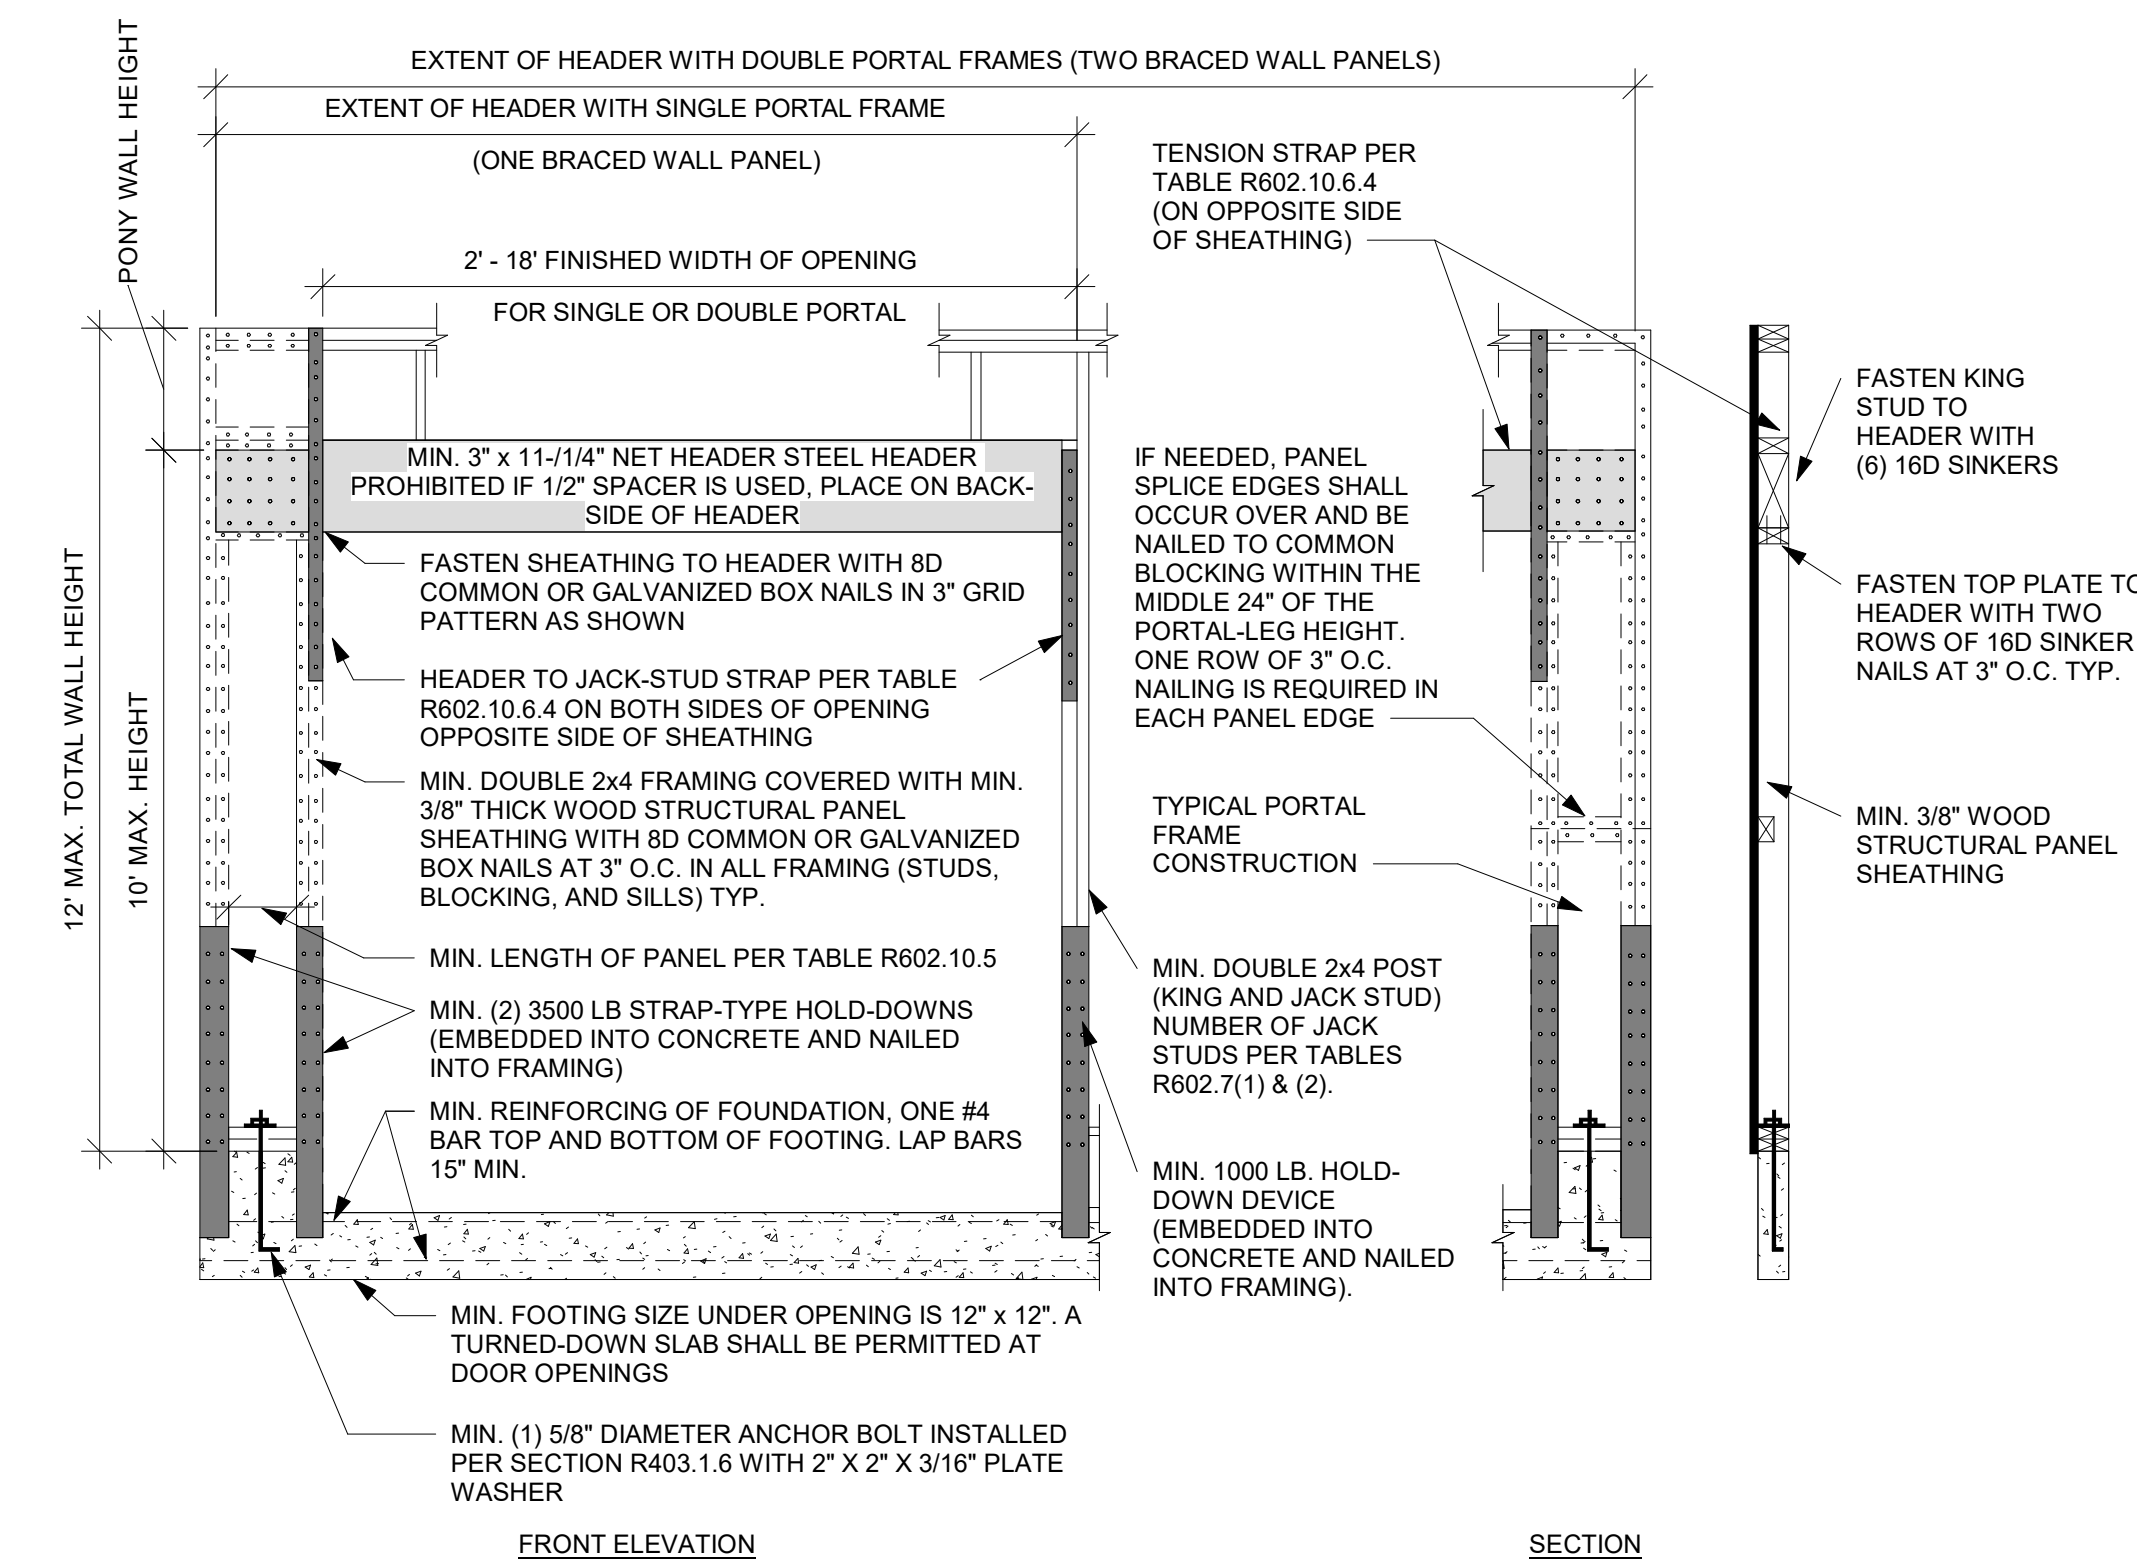 PONY WALL HEIGHT
EXTENT OF HEADER WITH DOUBLE PORTAL FRAMES (TWO BRACED WALL PANELS)
EXTENT OF HEADER WITH SINGLE PORTAL FRAME
(ONE BRACED WALL PANEL)
2' - 18' FINISHED WIDTH OF OPENING
FOR SINGLE OR DOUBLE PORTAL
12' MAX. TOTAL WALL HEIGHT
10' MAX. HEIGHT
MIN. 3" x 11-/1/4" NET HEADER STEEL HEADER
PROHIBITED IF 1/2" SPACER IS USED, PLACE ON BACK-
SIDE OF HEADER
FASTEN SHEATHING TO HEADER WITH 8D
COMMON OR GALVANIZED BOX NAILS IN 3" GRID
PATTERN AS SHOWN
HEADER TO JACK-STUD STRAP PER TABLE
R602.10.6.4 ON BOTH SIDES OF OPENING
OPPOSITE SIDE OF SHEATHING
MIN. DOUBLE 2x4 FRAMING COVERED WITH MIN.
3/8" THICK WOOD STRUCTURAL PANEL
SHEATHING WITH 8D COMMON OR GALVANIZED
BOX NAILS AT 3" O.C. IN ALL FRAMING (STUDS,
BLOCKING, AND SILLS) TYP.
MIN. LENGTH OF PANEL PER TABLE R602.10.5
MIN. (2) 3500 LB STRAP-TYPE HOLD-DOWNS
(EMBEDDED INTO CONCRETE AND NAILED
INTO FRAMING)
MIN. REINFORCING OF FOUNDATION, ONE #4
BAR TOP AND BOTTOM OF FOOTING. LAP BARS
15" MIN.
MIN. FOOTING SIZE UNDER OPENING IS 12" x 12". A
TURNED-DOWN SLAB SHALL BE PERMITTED AT
DOOR OPENINGS
MIN. (1) 5/8" DIAMETER ANCHOR BOLT INSTALLED
PER SECTION R403.1.6 WITH 2" X 2" X 3/16" PLATE
WASHER
FRONT ELEVATION
TENSION STRAP PER
TABLE R602.10.6.4
(ON OPPOSITE SIDE
OF SHEATHING)
IF NEEDED, PANEL
SPLICE EDGES SHALL
OCCUR OVER AND BE
NAILED TO COMMON
BLOCKING WITHIN THE
MIDDLE 24" OF THE
PORTAL-LEG HEIGHT.
ONE ROW OF 3" O.C.
NAILING IS REQUIRED IN
EACH PANEL EDGE
TYPICAL PORTAL
FRAME
CONSTRUCTION
MIN. DOUBLE 2x4 POST
(KING AND JACK STUD)
NUMBER OF JACK
STUDS PER TABLES
R602.7(1) & (2).
MIN. 1000 LB. HOLD-
DOWN DEVICE
(EMBEDDED INTO
CONCRETE AND NAILED
INTO FRAMING).
FASTEN KING
STUD TO
HEADER WITH
(6) 16D SINKERS
FASTEN TOP PLATE TO
HEADER WITH TWO
ROWS OF 16D SINKER
NAILS AT 3" O.C. TYP.
MIN. 3/8" WOOD
STRUCTURAL PANEL
SHEATHING
SECTION